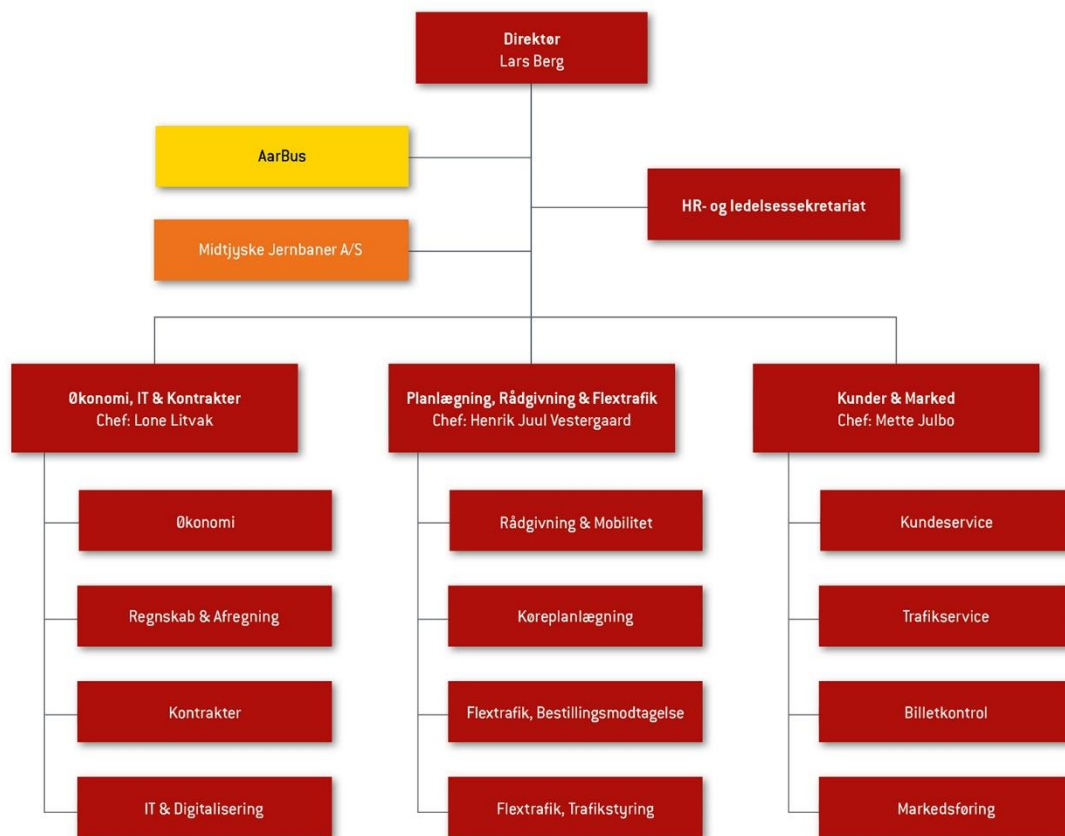 Direktør
Lars Berg
AarBus
HR- og ledelsessekretariat
Midtjyske Jernbaner A/S
Økonomi, IT & Kontrakter
Chef: Lone Litvak
Planlægning, Rådgivning & Flextrafik
Chef: Henrik Juul Vestergaard
Kunder & Marked
Chef: Mette Julbo
Økonomi
Rådgivning & Mobilitet
Kundeservice
Regnskab & Afregning
Køreplanlægning
Trafikservice
Kontrakter
Flextrafik, Bestillingsmodtagelse
Billetkontrol
IT & Digitalisering
Flextrafik, Trafikstyring
Markedsføring